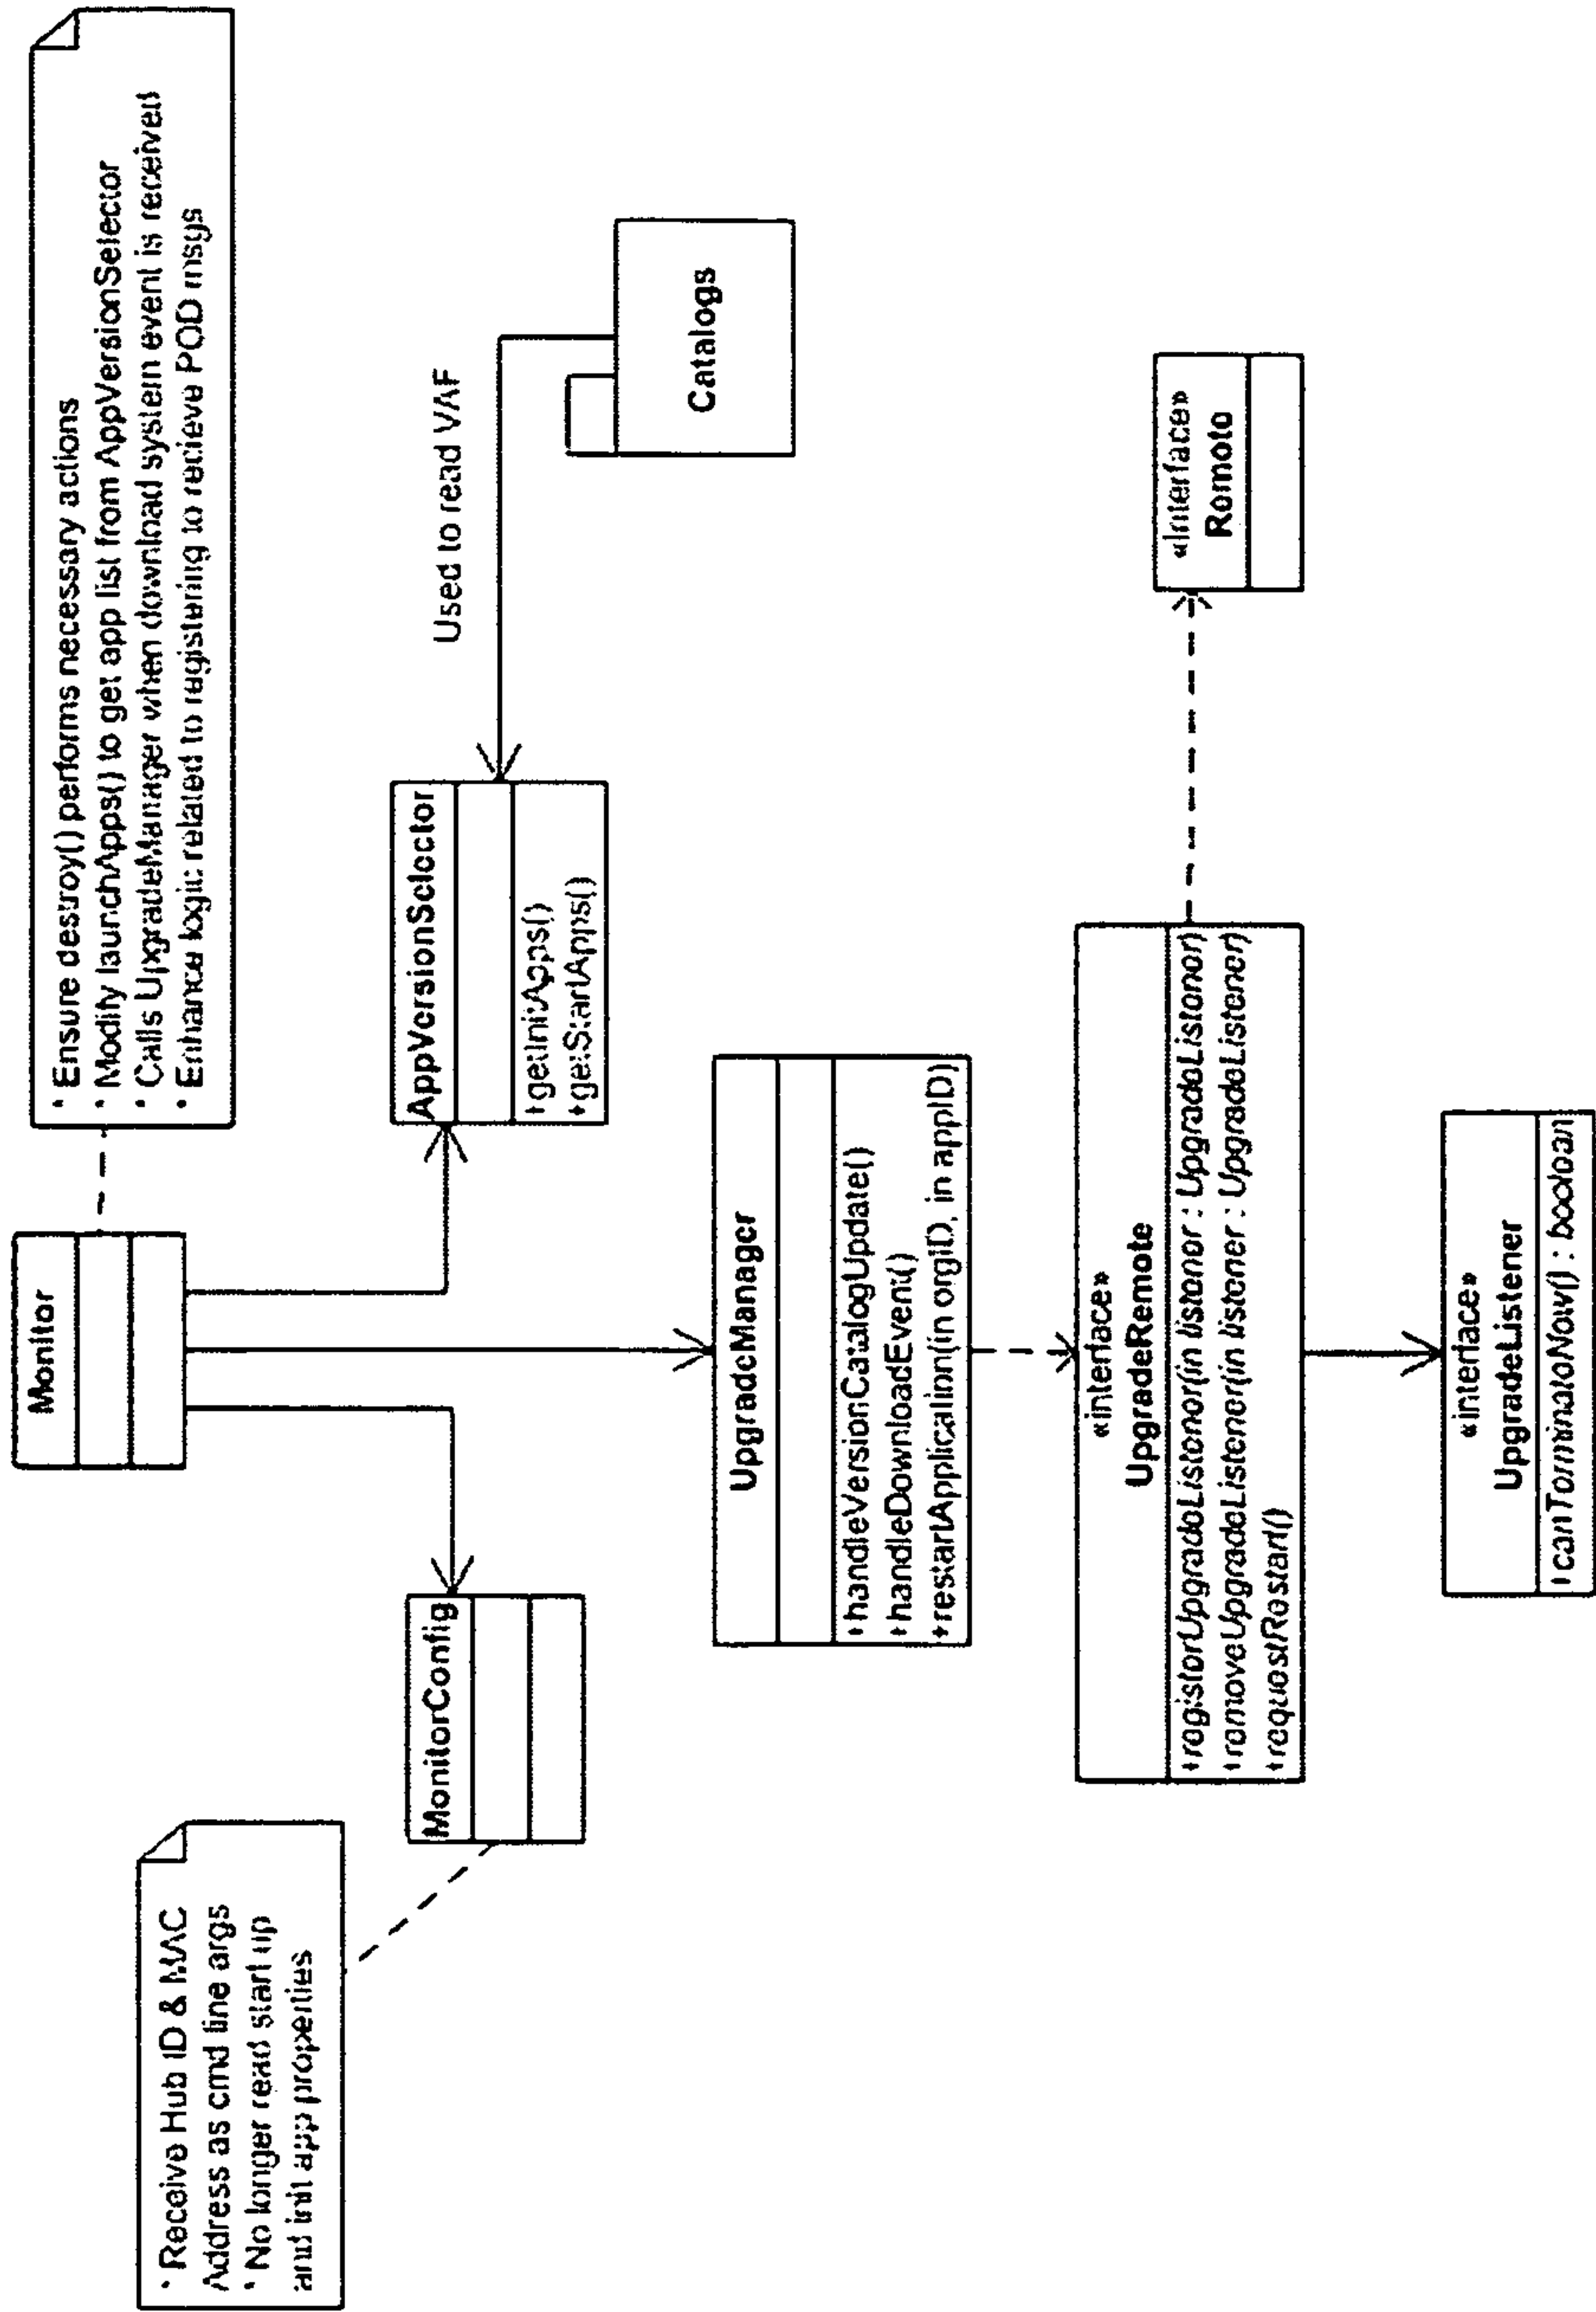 Monitor
* Ensure destroy() performs necessary actions
* Modify launchApps() to get app list from AppVersionSelector
* Calls UpgradeManager when download system event is received
* Enhance logic related to registering to recieve POD msgs
* Receive Hub ID & MAC
Address as cmd line args
* No longer read start up
and init app properties
MonitorConfig
AppVersionSelector
+getInitApps()
+getStartApps()
Used to read VAF
Catalogs
UpgradeManager
+handleVersionCatalogUpdate()
+handleDownloadEvent()
+restartApplication(in orgID, in appID)
«interface»
UpgradeRemote
+registerUpgradeListener(in listener : UpgradeListener)
+removeUpgradeListener(in listener : UpgradeListener)
+requestRestart()
«interface»
Remote
«interface»
UpgradeListener
+canTerminateNow() : boolean